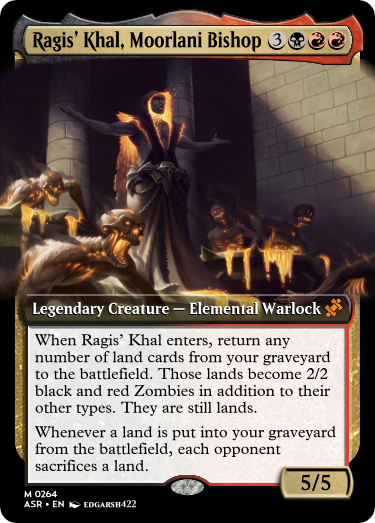 Ragis' Khal, Moorlani Bishop 3
Legendary Creature — Elemental Warlock
When Ragis' Khal enters, return any
number of land cards from your graveyard
to the battlefield. Those lands become 2/2
black and red Zombies in addition to their
other types. They are still lands.
Whenever a land is put into your graveyard
from the battlefield, each opponent
sacrifices a land.
5/5
M 0264
ASR • EN EDGARSH422